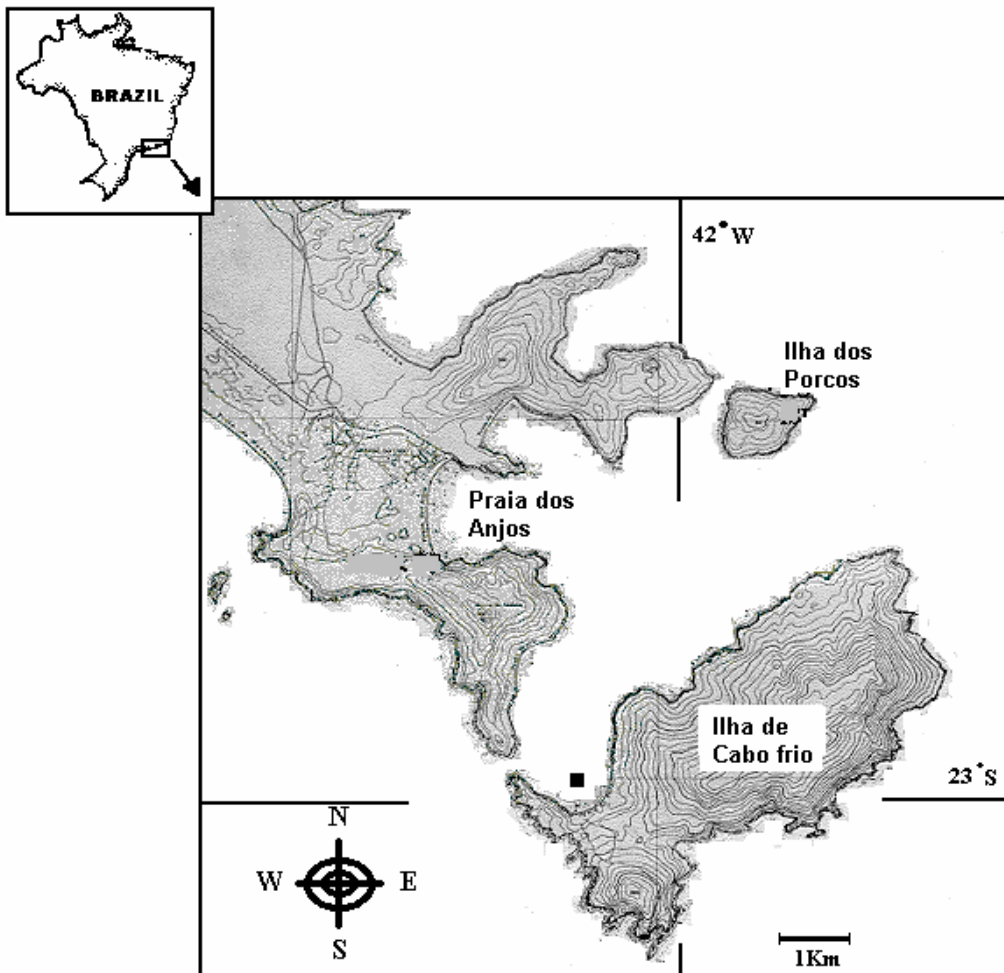 BRAZIL
42° W
Ilha dos
Porcos
Praia dos
Anjos
Ilha de
Cabo frio
23° S
N
W E
S
1Km